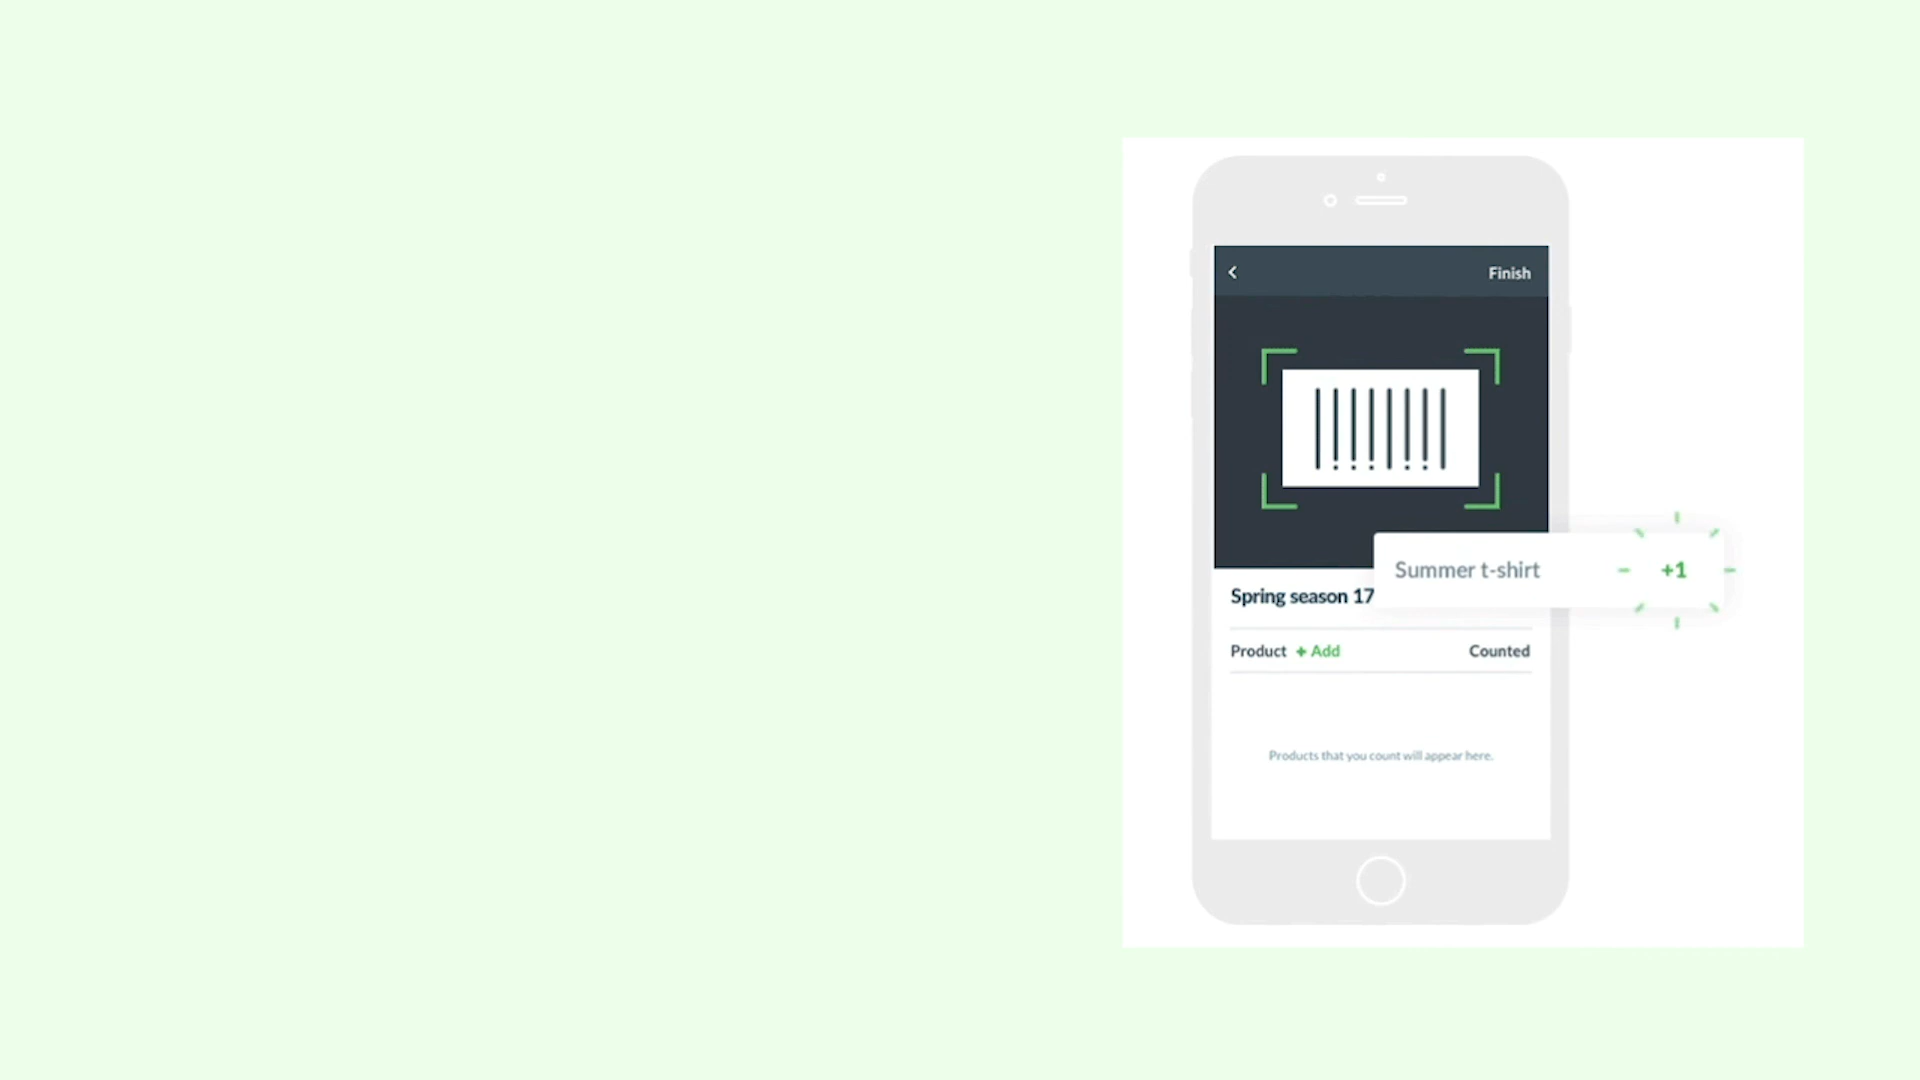 Finish
Summer t-shirt +1
Spring season 17
Product + Add Counted
Products that you count will appear here.